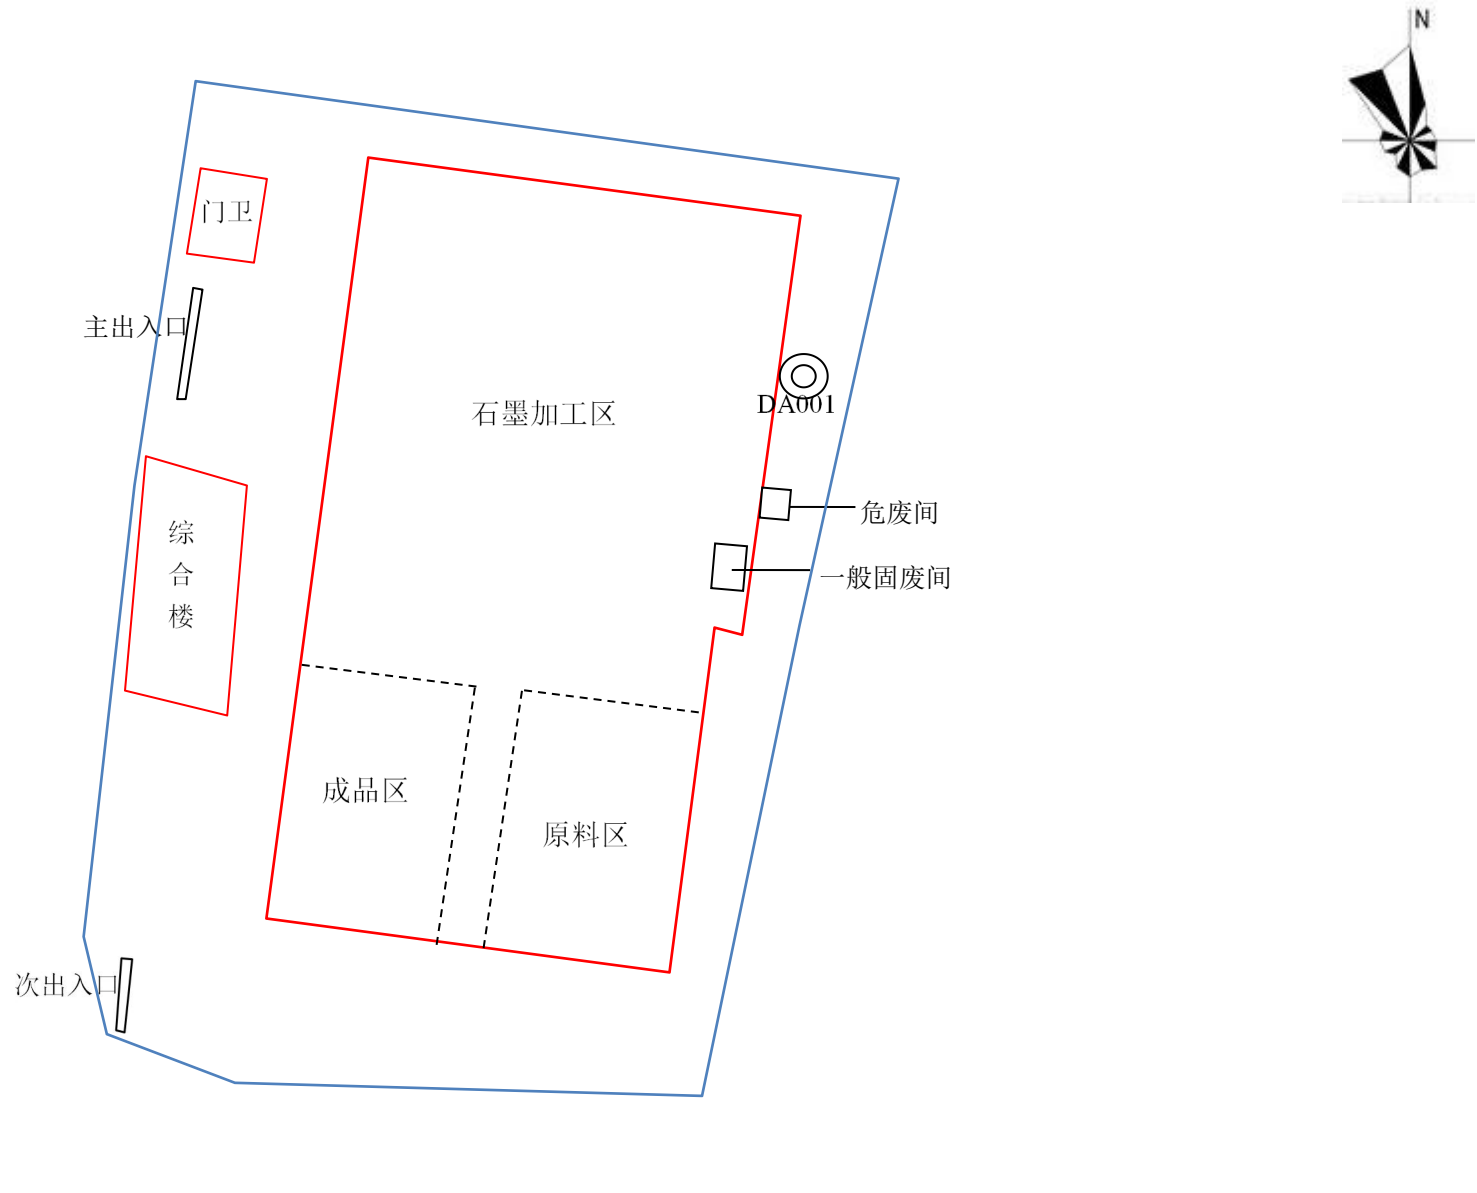 N
门卫
主出入口
石墨加工区
DA001
危废间
一般固废间
综
合
楼
成品区
原料区
次出入口